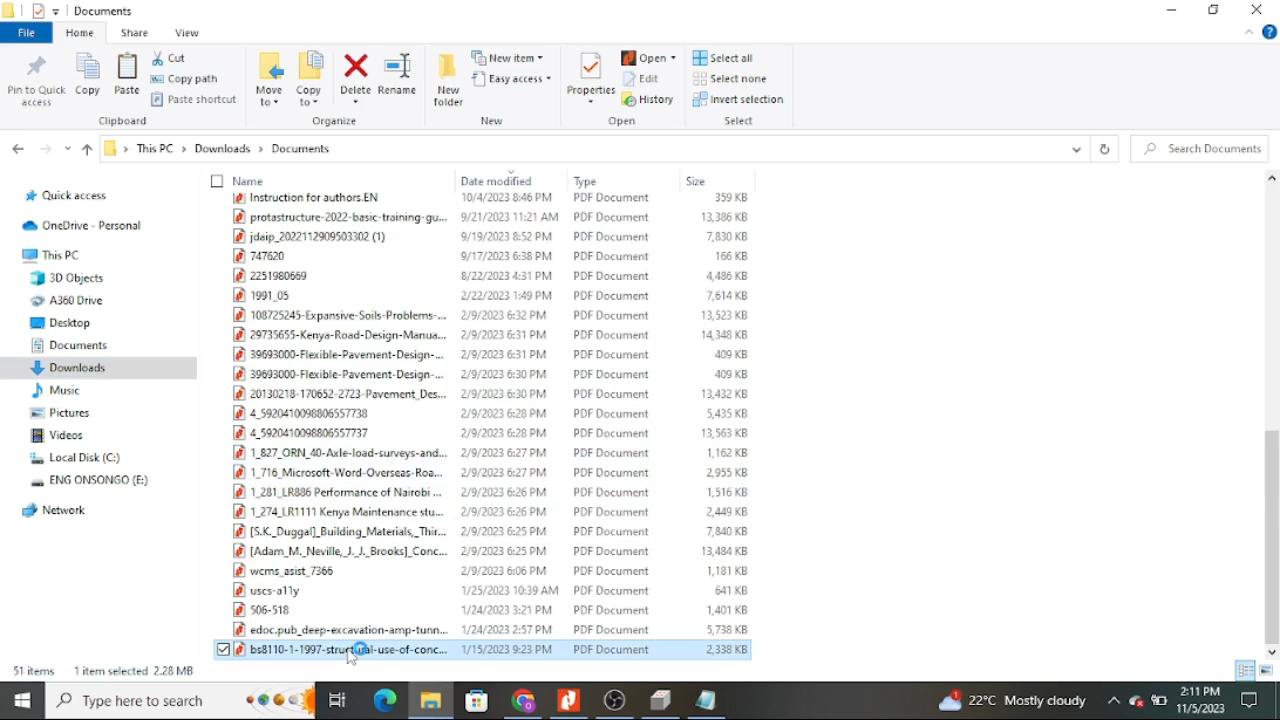 Documents
File Home Share View
Pin to Quick access
Copy
Paste
Cut
Copy path
Paste shortcut
Clipboard
Move to
Copy to
Delete
Rename
Organize
New folder
New item
Easy access
New
Properties
Open
Edit
History
Open
Select all
Select none
Invert selection
Select
This PC > Downloads > Documents
Search Documents
Name Date modified Type Size
Quick access
OneDrive - Personal
This PC
3D Objects
A360 Drive
Desktop
Documents
Downloads
Music
Pictures
Videos
Local Disk (C:)
ENG ONSONGO (E:)
Network
Instruction for authors.EN 10/4/2023 8:46 PM PDF Document 359 KB
protastructure-2022-basic-training-gu... 9/21/2023 11:21 AM PDF Document 13,386 KB
jdaip_2022112909503302 (1) 9/19/2023 8:52 PM PDF Document 7,830 KB
747620 9/17/2023 6:38 PM PDF Document 166 KB
2251980669 8/22/2023 4:31 PM PDF Document 4,486 KB
1991_05 2/22/2023 1:49 PM PDF Document 7,614 KB
108725245-Expansive-Soils-Problems-... 2/9/2023 6:32 PM PDF Document 13,523 KB
29735655-Kenya-Road-Design-Manua... 2/9/2023 6:31 PM PDF Document 14,348 KB
39693000-Flexible-Pavement-Design-... 2/9/2023 6:31 PM PDF Document 409 KB
39693000-Flexible-Pavement-Design-... 2/9/2023 6:30 PM PDF Document 409 KB
20130218-170652-2723-Pavement_Des... 2/9/2023 6:30 PM PDF Document 13,432 KB
4_5920410098806557738 2/9/2023 6:28 PM PDF Document 5,435 KB
4_5920410098806557737 2/9/2023 6:28 PM PDF Document 13,563 KB
1_827_ORN_40-Axle-load-surveys-and... 2/9/2023 6:27 PM PDF Document 1,162 KB
1_716_Microsoft-Word-Overseas-Roa... 2/9/2023 6:27 PM PDF Document 2,955 KB
1_281_LR886 Performance of Nairobi ... 2/9/2023 6:26 PM PDF Document 1,516 KB
1_274_LR1111 Kenya Maintenance stu... 2/9/2023 6:26 PM PDF Document 2,449 KB
[S.K._Duggal]_Building_Materials,_Thir... 2/9/2023 6:25 PM PDF Document 7,840 KB
[Adam_M._Neville,_J._J._Brooks]_Conc... 2/9/2023 6:25 PM PDF Document 13,484 KB
wcms_asist_7366 2/9/2023 6:06 PM PDF Document 1,181 KB
uscs-a11y 1/25/2023 10:39 AM PDF Document 641 KB
506-518 1/24/2023 3:21 PM PDF Document 1,401 KB
edoc.pub_deep-excavation-amp-tunn... 1/24/2023 2:57 PM PDF Document 5,738 KB
bs8110-1-1997-structural-use-of-conc... 1/15/2023 9:23 PM PDF Document 2,338 KB
51 items 1 item selected 2.28 MB
Type here to search
22°C Mostly cloudy
2:11 PM
11/5/2023